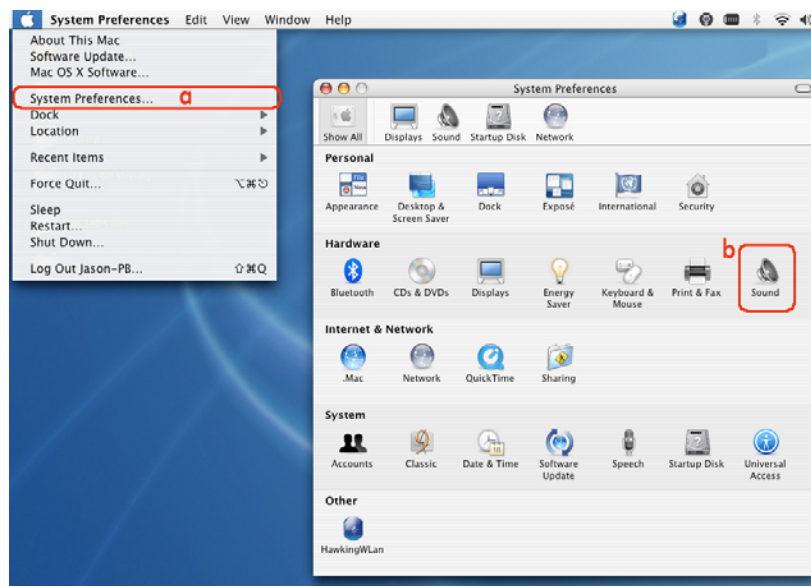 System Preferences Edit View Window Help
About This Mac
Software Update...
Mac OS X Software...
System Preferences... a
Dock
Location
Recent Items
Force Quit... ⌥⌘⎋
Sleep
Restart...
Shut Down...
Log Out Jason-PB... ⇧⌘Q
System Preferences
Show All Displays Sound Startup Disk Network
Personal
Appearance Desktop & Screen Saver Dock Exposé International Security
Hardware
b
Bluetooth CDs & DVDs Displays Energy Saver Keyboard & Mouse Print & Fax Sound
Internet & Network
.Mac Network QuickTime Sharing
System
Accounts Classic Date & Time Software Update Speech Startup Disk Universal Access
Other
HawkingWLan